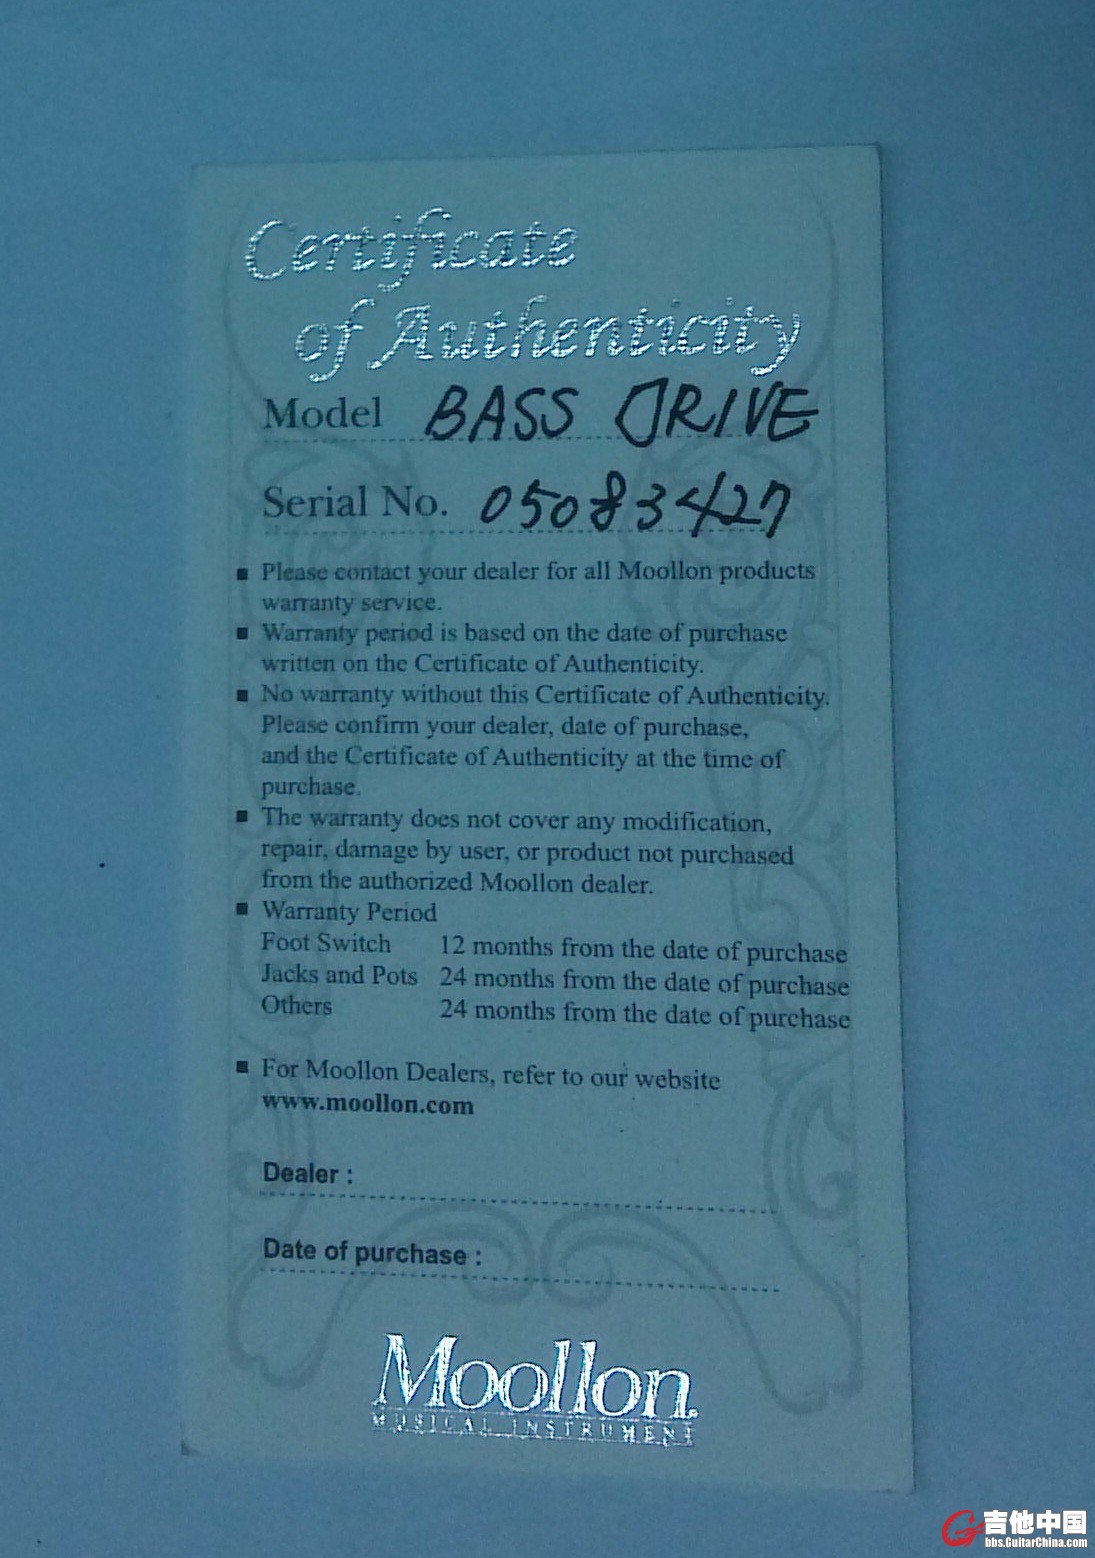 Certificate
of Authenticity
Model BASS DRIVE
Serial No. 05083427
■ Please contact your dealer for all Moollon products
warranty service.
■ Warranty period is based on the date of purchase
written on the Certificate of Authenticity.
■ No warranty without this Certificate of Authenticity.
Please confirm your dealer, date of purchase,
and the Certificate of Authenticity at the time of
purchase.
■ The warranty does not cover any modification,
repair, damage by user, or product not purchased
from the authorized Moollon dealer.
■ Warranty Period
Foot Switch 12 months from the date of purchase
Jacks and Pots 24 months from the date of purchase
Others 24 months from the date of purchase
■ For Moollon Dealers, refer to our website
www.moollon.com
Dealer :
Date of purchase :
Moollon.
MUSICAL INSTRUMENT
吉他中国
bbs.GuitarChina.com